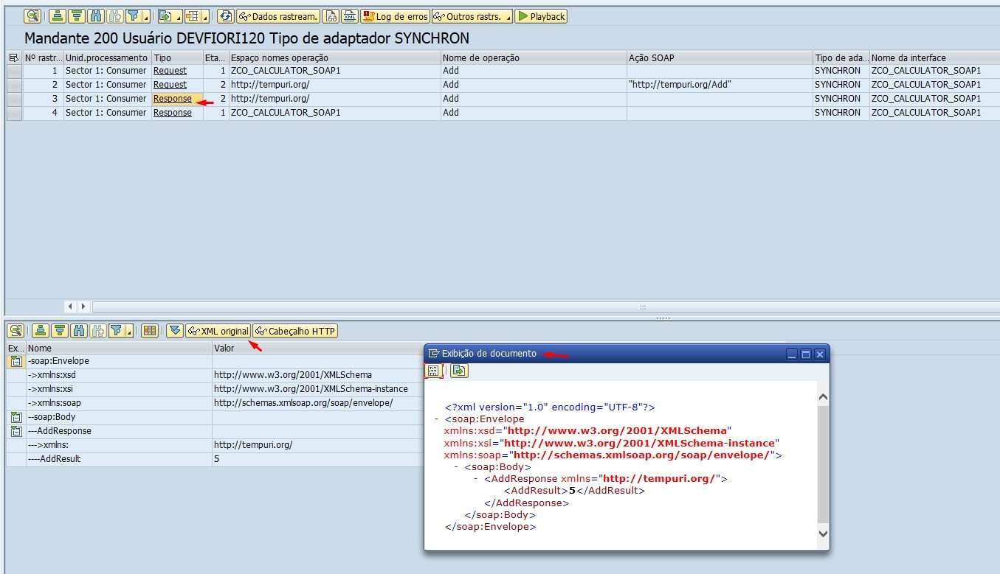 Dados rastream. XML Log de erros Outros rastrs. Playback
Mandante 200 Usuário DEVFIORI120 Tipo de adaptador SYNCHRON
Nº rastr... Unid.processamento Tipo Eta... Espaço nomes operação Nome de operação Ação SOAP Tipo de ada... Nome da interface
1 Sector 1: Consumer Request 1 ZCO_CALCULATOR_SOAP1 Add SYNCHRON ZCO_CALCULATOR_SOAP1
2 Sector 1: Consumer Request 2 http://tempuri.org/ Add "http://tempuri.org/Add" SYNCHRON ZCO_CALCULATOR_SOAP1
3 Sector 1: Consumer Response 2 http://tempuri.org/ Add SYNCHRON ZCO_CALCULATOR_SOAP1
4 Sector 1: Consumer Response 1 ZCO_CALCULATOR_SOAP1 Add SYNCHRON ZCO_CALCULATOR_SOAP1
XML original Cabeçalho HTTP
Ex... Nome Valor
-soap:Envelope
->xmlns:xsd http://www.w3.org/2001/XMLSchema
->xmlns:xsi http://www.w3.org/2001/XMLSchema-instance
->xmlns:soap http://schemas.xmlsoap.org/soap/envelope/
--soap:Body
---AddResponse
--->xmlns: http://tempuri.org/
----AddResult 5
Exibição de documento
<?xml version="1.0" encoding="UTF-8"?>
- <soap:Envelope
xmlns:xsd="http://www.w3.org/2001/XMLSchema"
xmlns:xsi="http://www.w3.org/2001/XMLSchema-instance"
xmlns:soap="http://schemas.xmlsoap.org/soap/envelope/">
- <soap:Body>
- <AddResponse xmlns="http://tempuri.org/">
<AddResult>5</AddResult>
</AddResponse>
</soap:Body>
</soap:Envelope>